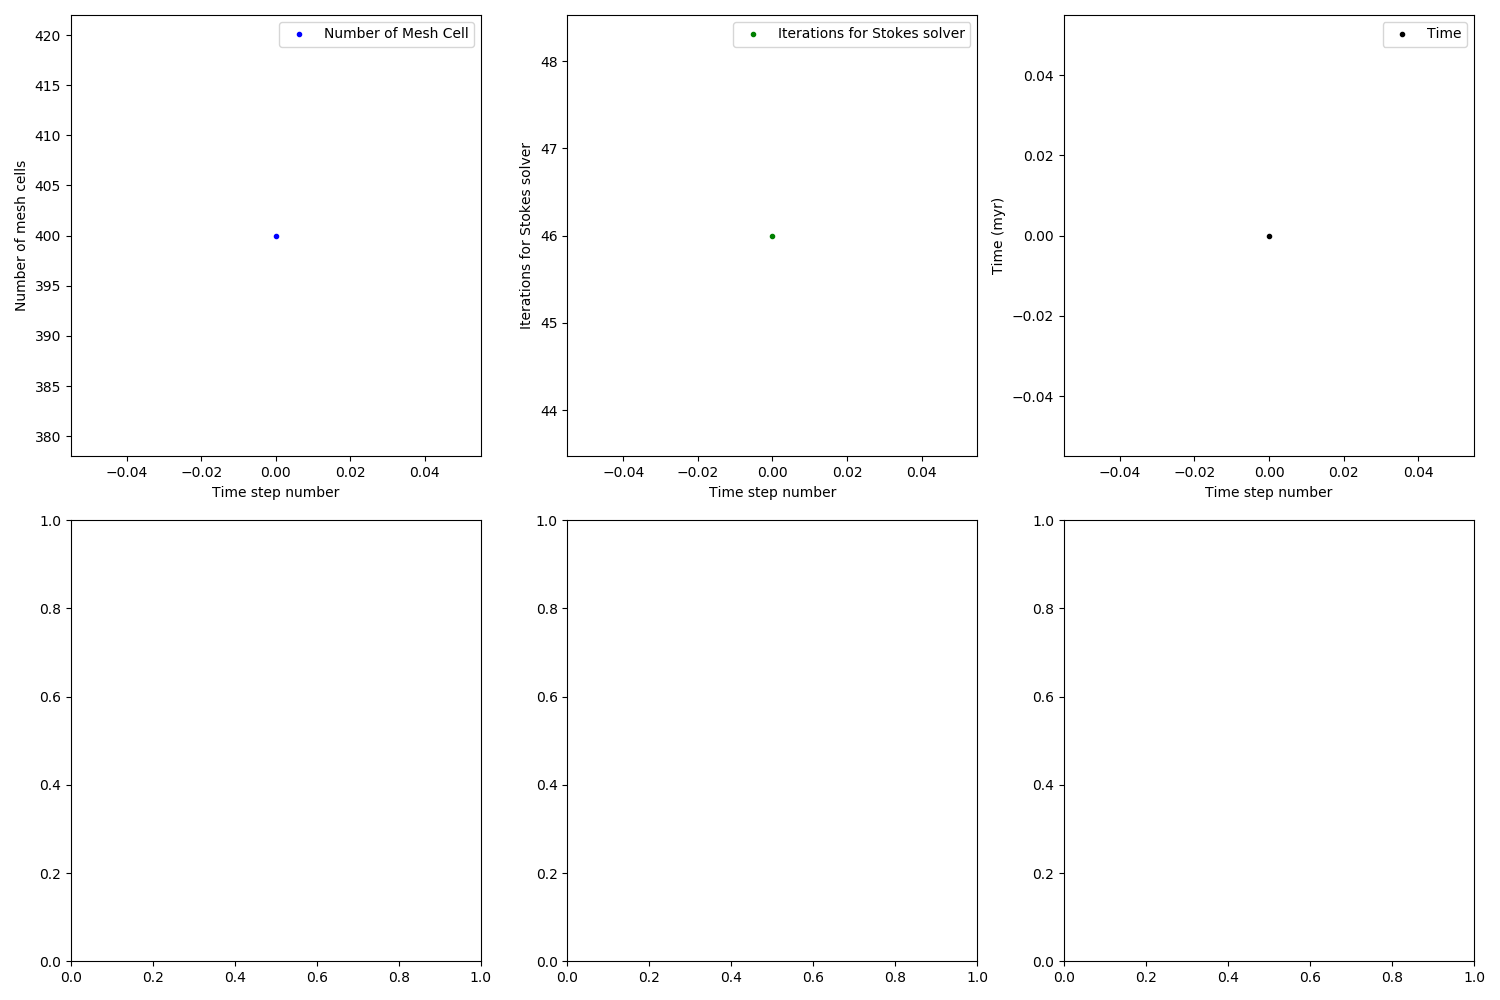 Number of Mesh Cell
Number of mesh cells
420
415
410
405
400
395
390
385
380
−0.04 −0.02 0.00 0.02 0.04
Time step number
Iterations for Stokes solver
Iterations for Stokes solver
48
47
46
45
44
−0.04 −0.02 0.00 0.02 0.04
Time step number
Time
Time (myr)
0.04
0.02
0.00
−0.02
−0.04
−0.04 −0.02 0.00 0.02 0.04
Time step number
1.0
0.8
0.6
0.4
0.2
0.0
0.0 0.2 0.4 0.6 0.8 1.0
1.0
0.8
0.6
0.4
0.2
0.0
0.0 0.2 0.4 0.6 0.8 1.0
1.0
0.8
0.6
0.4
0.2
0.0
0.0 0.2 0.4 0.6 0.8 1.0